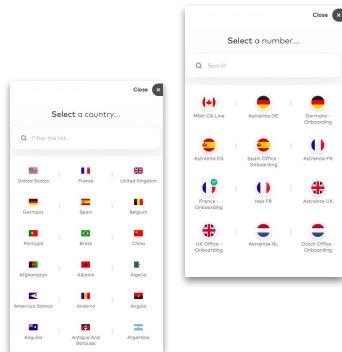 Close
Select a number...
Search
Main CA Line
Astreinte DE
Germany -
Onboarding
Astreinte ES
Spain Office -
Onboarding
Astreinte FR
France -
Onboarding
Ines FR
Astreinte UK
UK Office -
Onboarding
Astreinte NL
Dutch Office -
Onboarding
Close
Select a country...
Filter the list...
United States
France
United Kingdom
Germany
Spain
Belgium
Portugal
Brazil
China
Afghanistan
Albania
Algeria
American Samoa
Andorra
Angola
Anguilla
Antigua And
Barbuda
Argentina